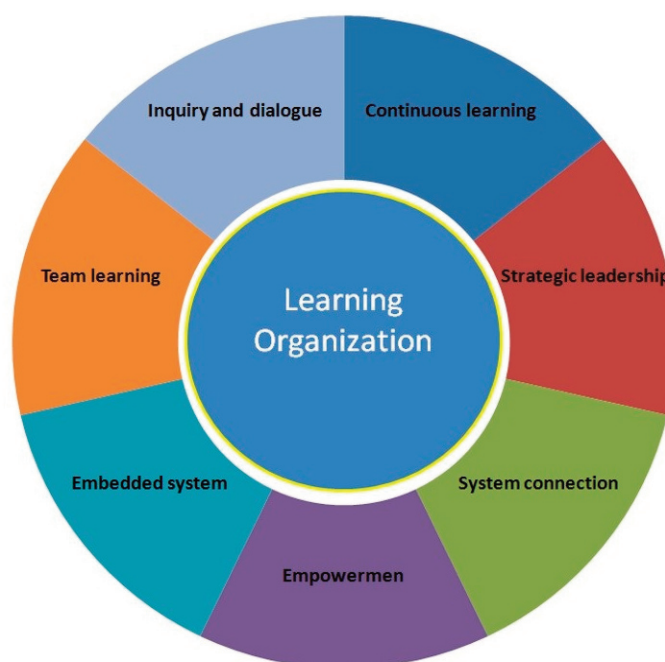 Inquiry and dialogue
Continuous learning
Team learning
Strategic leadership
Learning
Organization
Embedded system
System connection
Empowermen